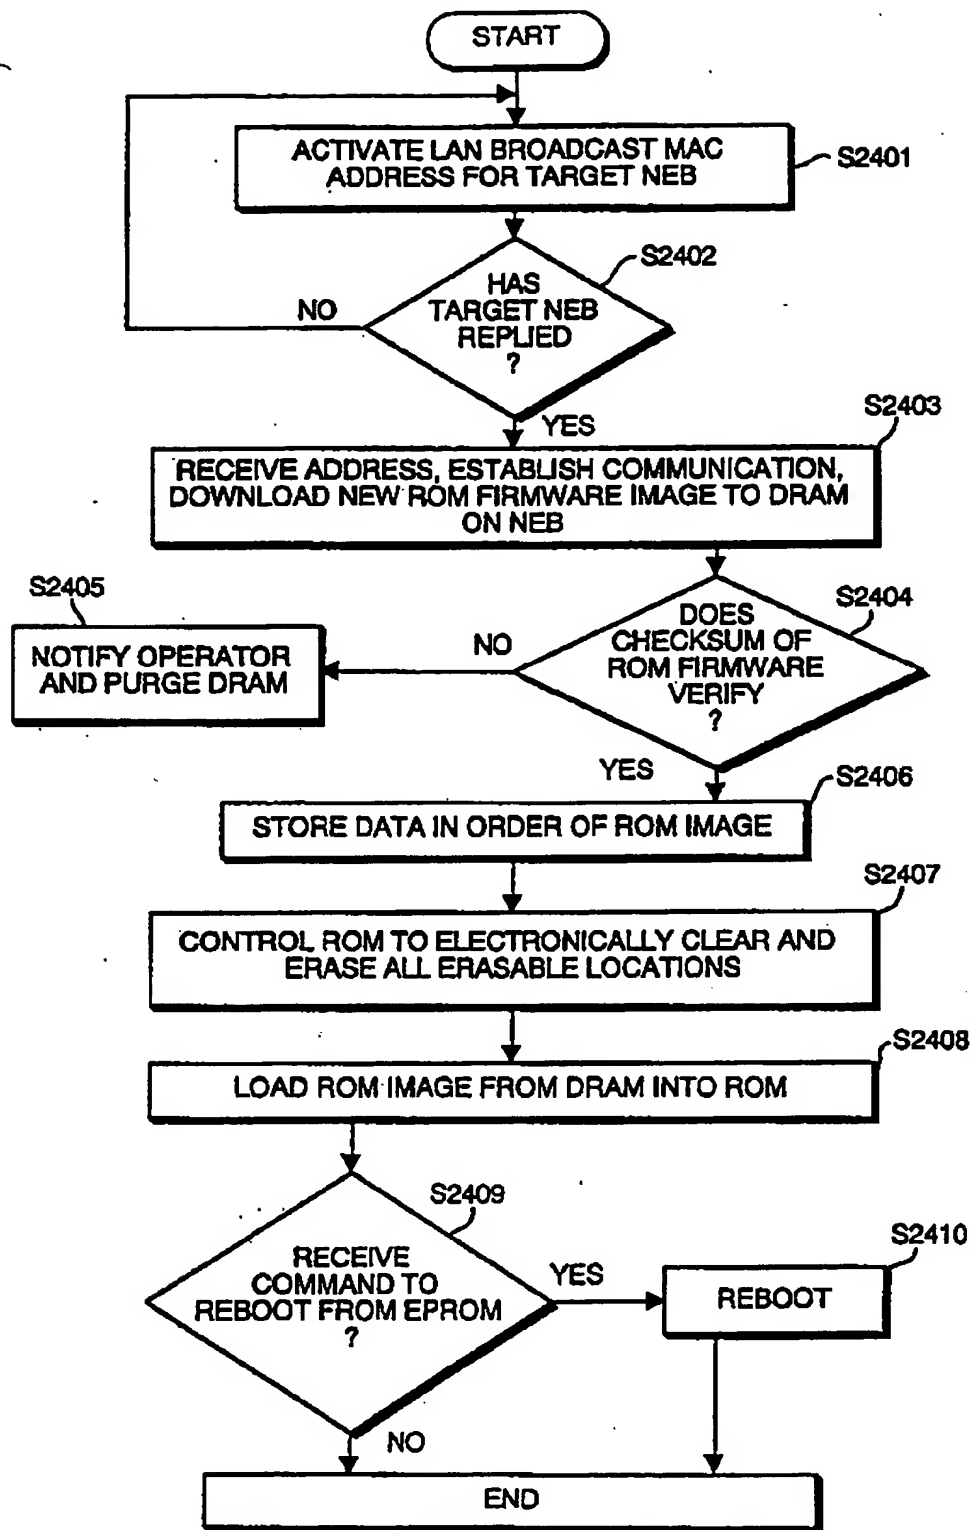 START
ACTIVATE LAN BROADCAST MAC
ADDRESS FOR TARGET NEB
S2401
S2402
HAS
TARGET NEB
REPLIED
?
NO
YES
S2403
RECEIVE ADDRESS, ESTABLISH COMMUNICATION,
DOWNLOAD NEW ROM FIRMWARE IMAGE TO DRAM
ON NEB
S2405
NOTIFY OPERATOR
AND PURGE DRAM
NO
S2404
DOES
CHECKSUM OF
ROM FIRMWARE
VERIFY
?
YES
S2406
STORE DATA IN ORDER OF ROM IMAGE
S2407
CONTROL ROM TO ELECTRONICALLY CLEAR AND
ERASE ALL ERASABLE LOCATIONS
S2408
LOAD ROM IMAGE FROM DRAM INTO ROM
S2409
RECEIVE
COMMAND TO
REBOOT FROM EPROM
?
YES
S2410
REBOOT
NO
END